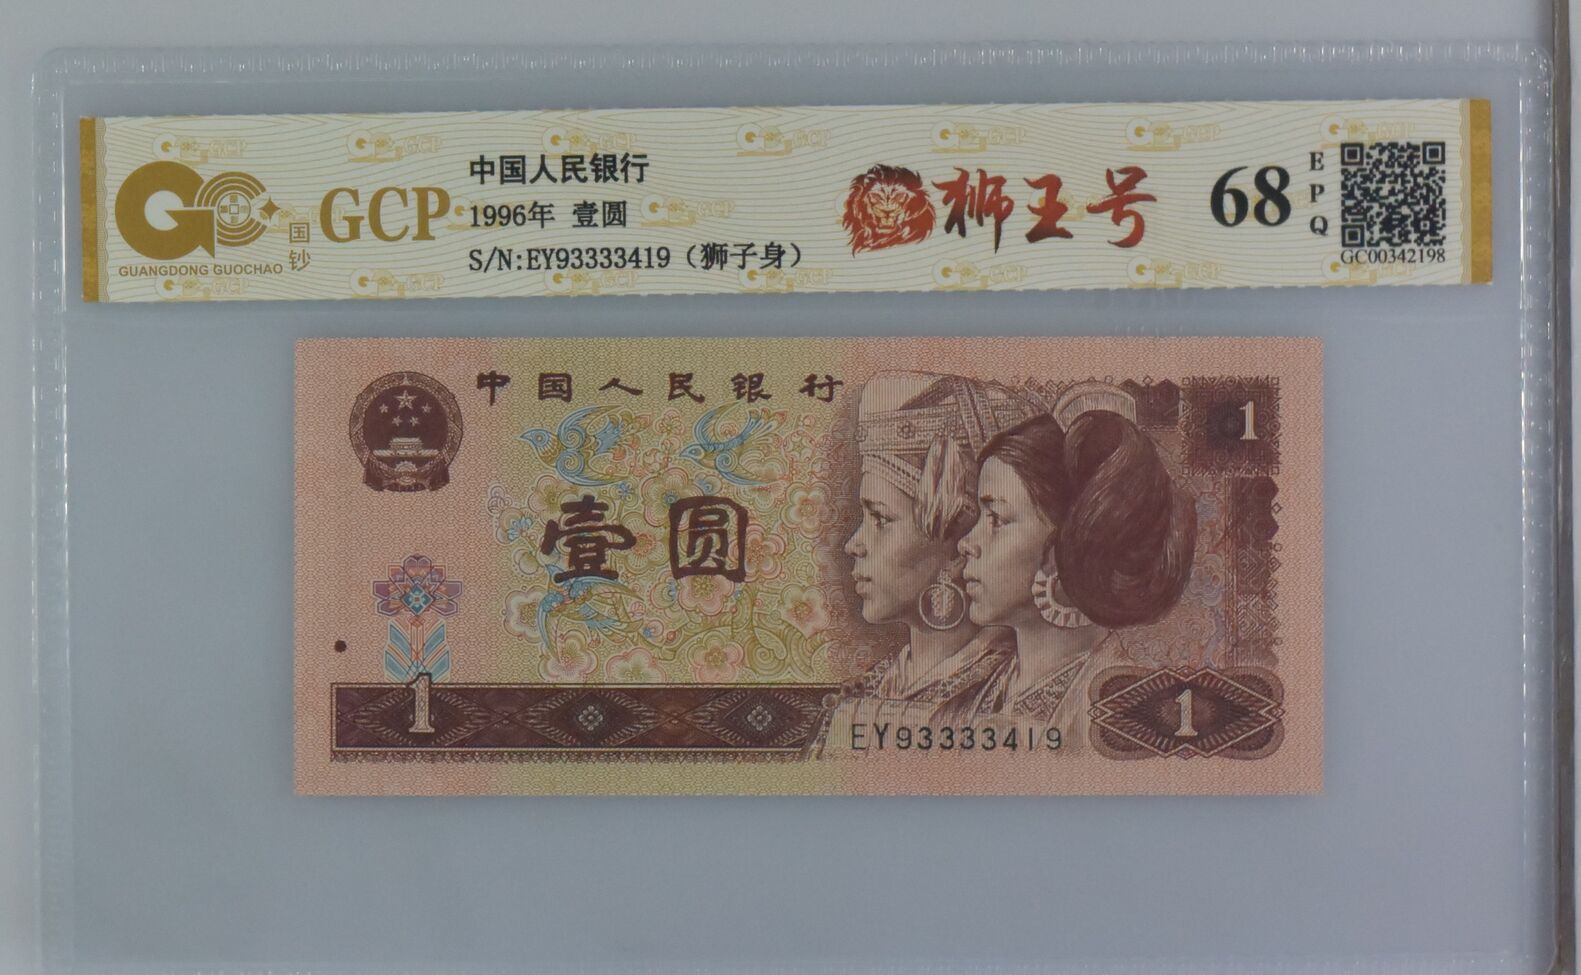 GCP
国钞
GUANGDONG GUOCHAO
中国人民银行
1996年 壹圆
S/N:EY93333419（狮子身）
狮王号
68
EPQ
GC00342198
中国人民银行
1
壹圆
1
EY93333419
1